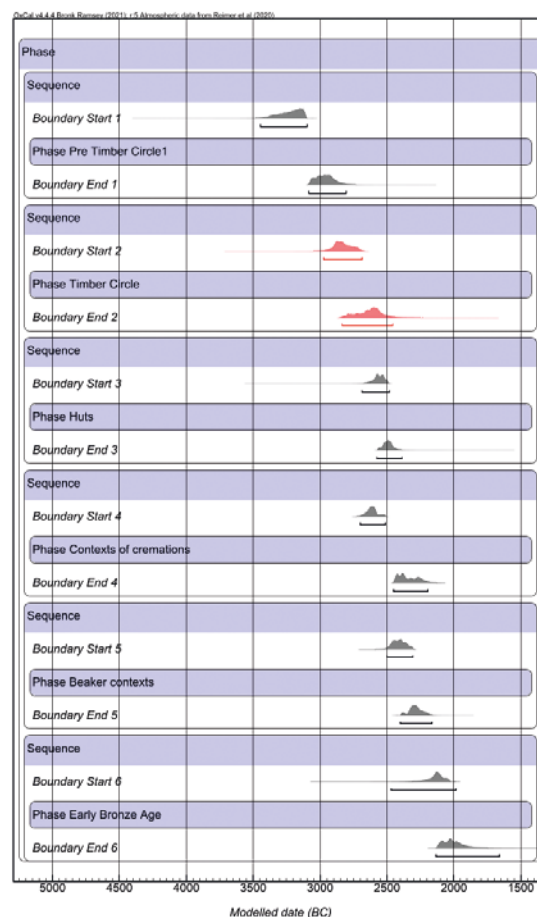 OxCal v4.4.4 Bronk Ramsey (2021); r:5 Atmospheric data from Reimer et al (2020)
Phase
Sequence
Boundary Start 1
Phase Pre Timber Circle1
Boundary End 1
Sequence
Boundary Start 2
Phase Timber Circle
Boundary End 2
Sequence
Boundary Start 3
Phase Huts
Boundary End 3
Sequence
Boundary Start 4
Phase Contexts of cremations
Boundary End 4
Sequence
Boundary Start 5
Phase Beaker contexts
Boundary End 5
Sequence
Boundary Start 6
Phase Early Bronze Age
Boundary End 6
5000 4500 4000 3500 3000 2500 2000 1500
Modelled date (BC)